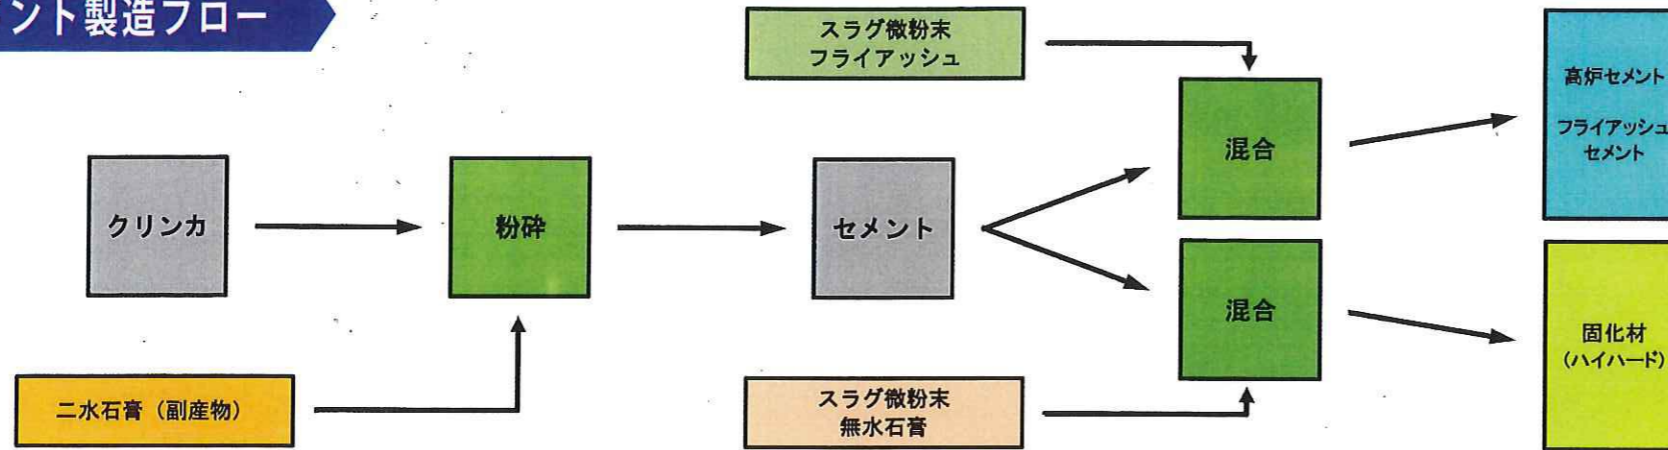 ント製造フロー
スラグ微粉末
フライアッシュ
混合
高炉セメント
フライアッシュ
セメント
クリンカ
粉砕
セメント
混合
固化材
(ハイハード)
二水石膏(副産物)
スラグ微粉末
無水石膏